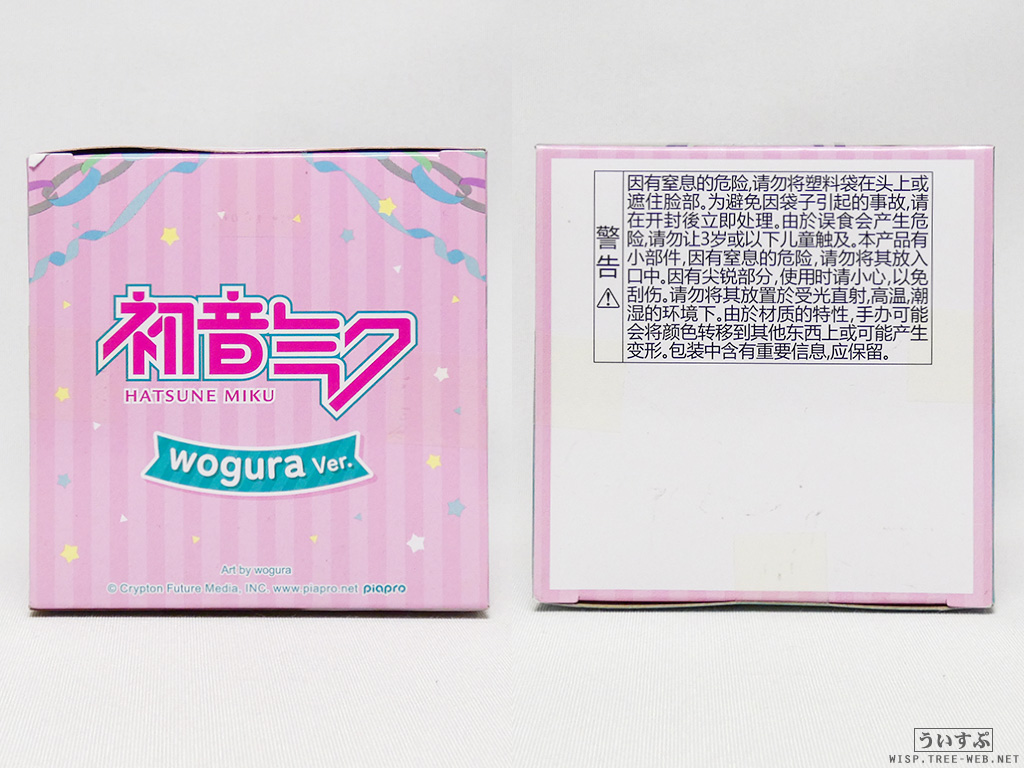 初音ミク
HATSUNE MIKU
wogura Ver.
Art by wogura
© Crypton Future Media, INC. www.piapro.net piapro
警告
因有窒息的危险,请勿将塑料袋在头上或
遮住脸部。为避免因袋子引起的事故,请
在开封後立即处理。由於误食会产生危
险,请勿让3岁或以下儿童触及。本产品有
小部件,因有窒息的危险,请勿将其放入
口中。因有尖锐部分,使用时请小心,以免
刮伤。请勿将其放置於受光直射,高温,潮
湿的环境下。由於材质的特性,手办可能
会将颜色转移到其他东西上或可能产生
变形。包装中含有重要信息,应保留。
ういすぷ
WISP.TREE-WEB.NET